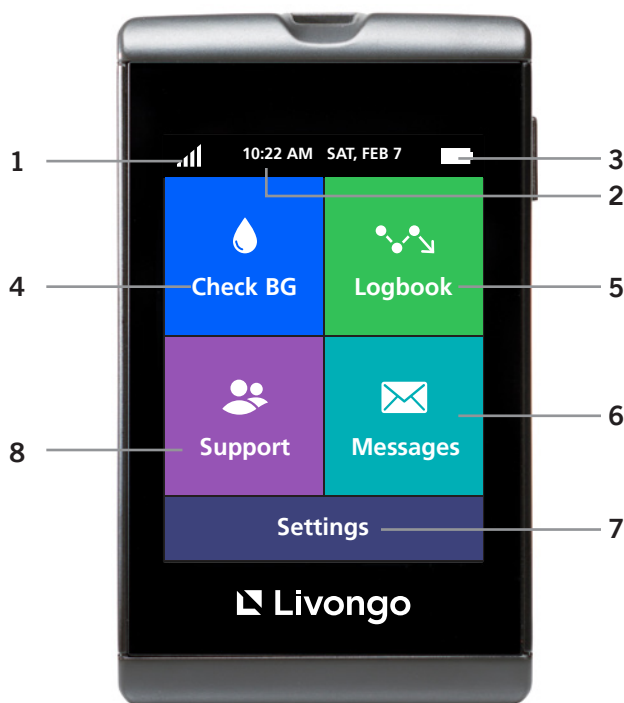 1
10:22 AM SAT, FEB 7
3
2
4
Check BG
Logbook
5
6
8
Support
Messages
Settings
7
Livongo